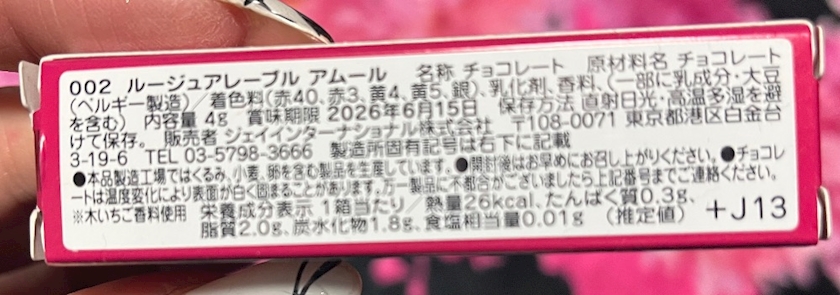 002 ルージュアレーブル アムール　名称 チョコレート　原材料名 チョコレート
(ベルギー製造)／着色料(赤40、赤3、黄4、黄5、銀)、乳化剤、香料、(一部に乳成分・大豆
を含む) 内容量 4g 賞味期限 2026年6月15日　保存方法 直射日光・高温多湿を避
けて保存。 販売者 ジェイインターナショナル株式会社　〒108-0071 東京都港区白金台
3-19-6　TEL 03-5798-3666　製造所固有記号は右下に記載
●本品製造工場ではくるみ、小麦、卵を含む製品を生産しています。●開封後はお早めにお召し上がりください。●チョコレ
ートは温度変化により表面が白く固まることがあります。万一製品に不都合がございましたら上記番号までご連絡ください。
※木いちご香料使用　栄養成分表示 1箱当たり／熱量26kcal、たんぱく質0.3g、
脂質2.0g、炭水化物1.8g、食塩相当量0.01g　(推定値)　+J13